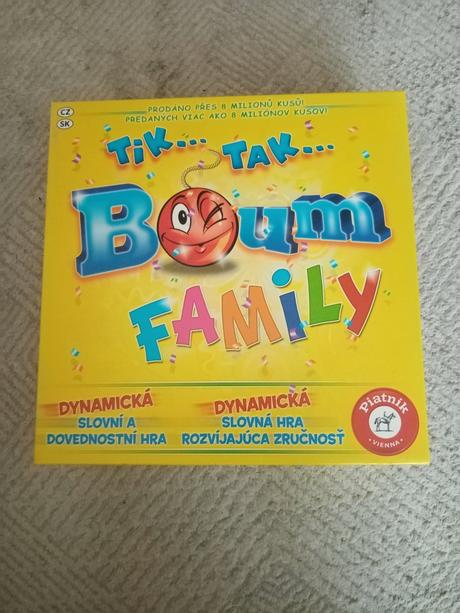 CZ
SK
PRODÁNO PŘES 8 MILIONŮ KUSŮ!
PREDANÝCH VIAC AKO 8 MILIÓNOV KUSOV!
TiK... TAK...
BOum
FAMiLY
DYNAMICKÁ
SLOVNÍ A
DOVEDNOSTNÍ HRA
DYNAMICKÁ
SLOVNÁ HRA
ROZVÍJAJÚCA ZRUČNOSŤ
Piatnik
VIENNA